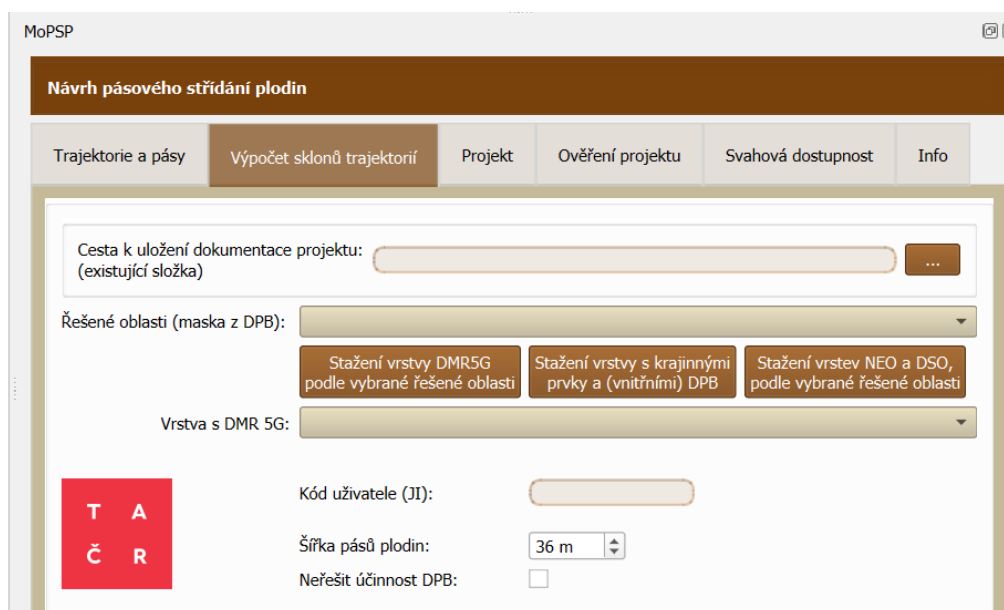 MoPSP
Návrh pásového střídání plodin
Trajektorie a pásy
Výpočet sklonů trajektorií
Projekt
Ověření projektu
Svahová dostupnost
Info
Cesta k uložení dokumentace projektu:
(existující složka)
...
Řešené oblasti (maska z DPB):
Stažení vrstvy DMR5G
podle vybrané řešené oblasti
Stažení vrstvy s krajinnými
prvky a (vnitřními) DPB
Stažení vrstev NEO a DSO,
podle vybrané řešené oblasti
Vrstva s DMR 5G:
T A
Č R
Kód uživatele (JI):
Šířka pásů plodin:
36 m
Neřešit účinnost DPB: